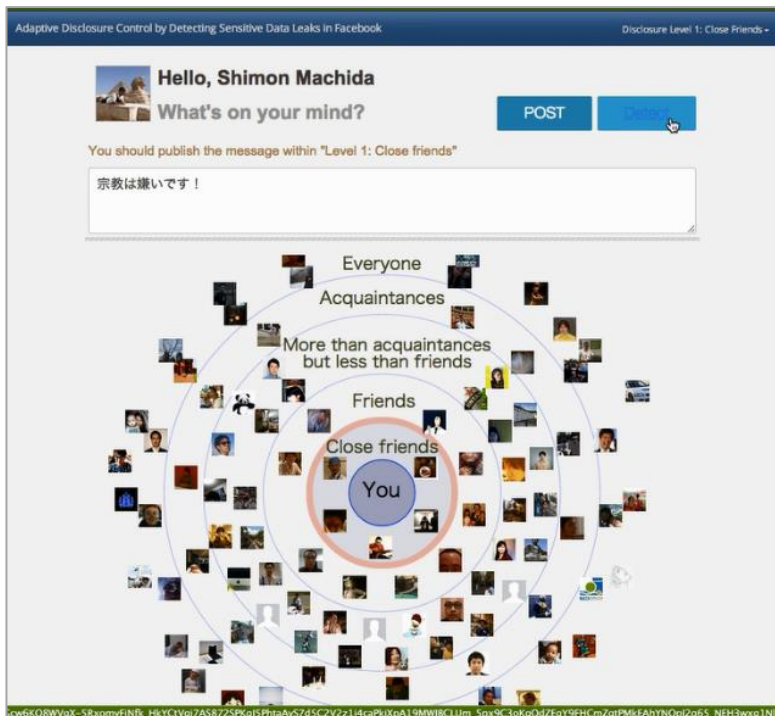 Adaptive Disclosure Control by Detecting Sensitive Data Leaks in Facebook
Disclosure Level 1: Close Friends
Hello, Shimon Machida
What's on your mind?
POST
Detect
You should publish the message within "Level 1: Close friends"
宗教は嫌いです！
Everyone
Acquaintances
More than acquaintances
but less than friends
Friends
Close friends
You